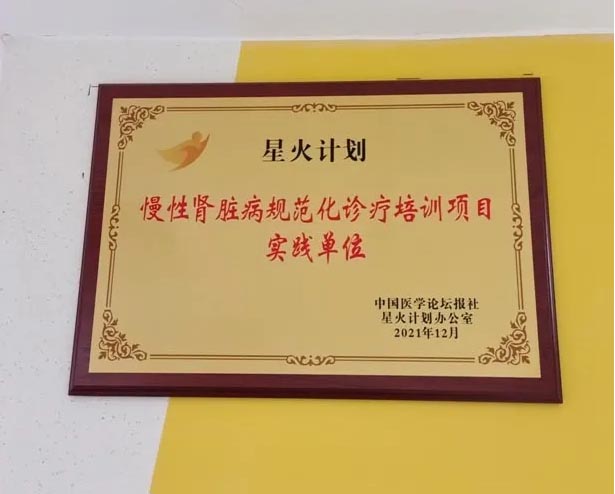 星火计划
慢性肾脏病规范化诊疗培训项目
实践单位
中国医学论坛报社
星火计划办公室
2021年12月